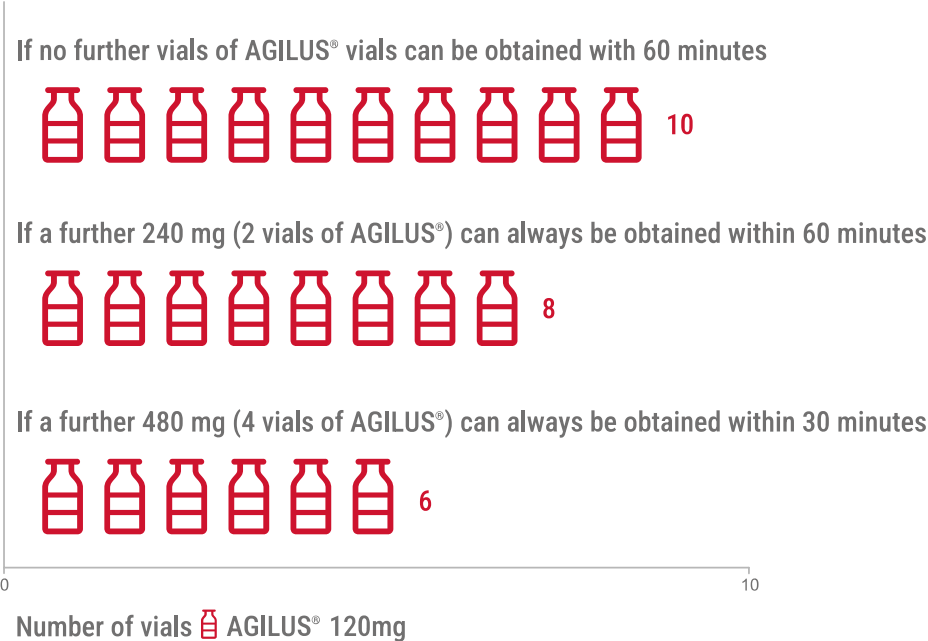 If no further vials of AGILUS® vials can be obtained with 60 minutes
10
If a further 240 mg (2 vials of AGILUS®) can always be obtained within 60 minutes
8
If a further 480 mg (4 vials of AGILUS®) can always be obtained within 30 minutes
6
0 10
Number of vials AGILUS® 120mg